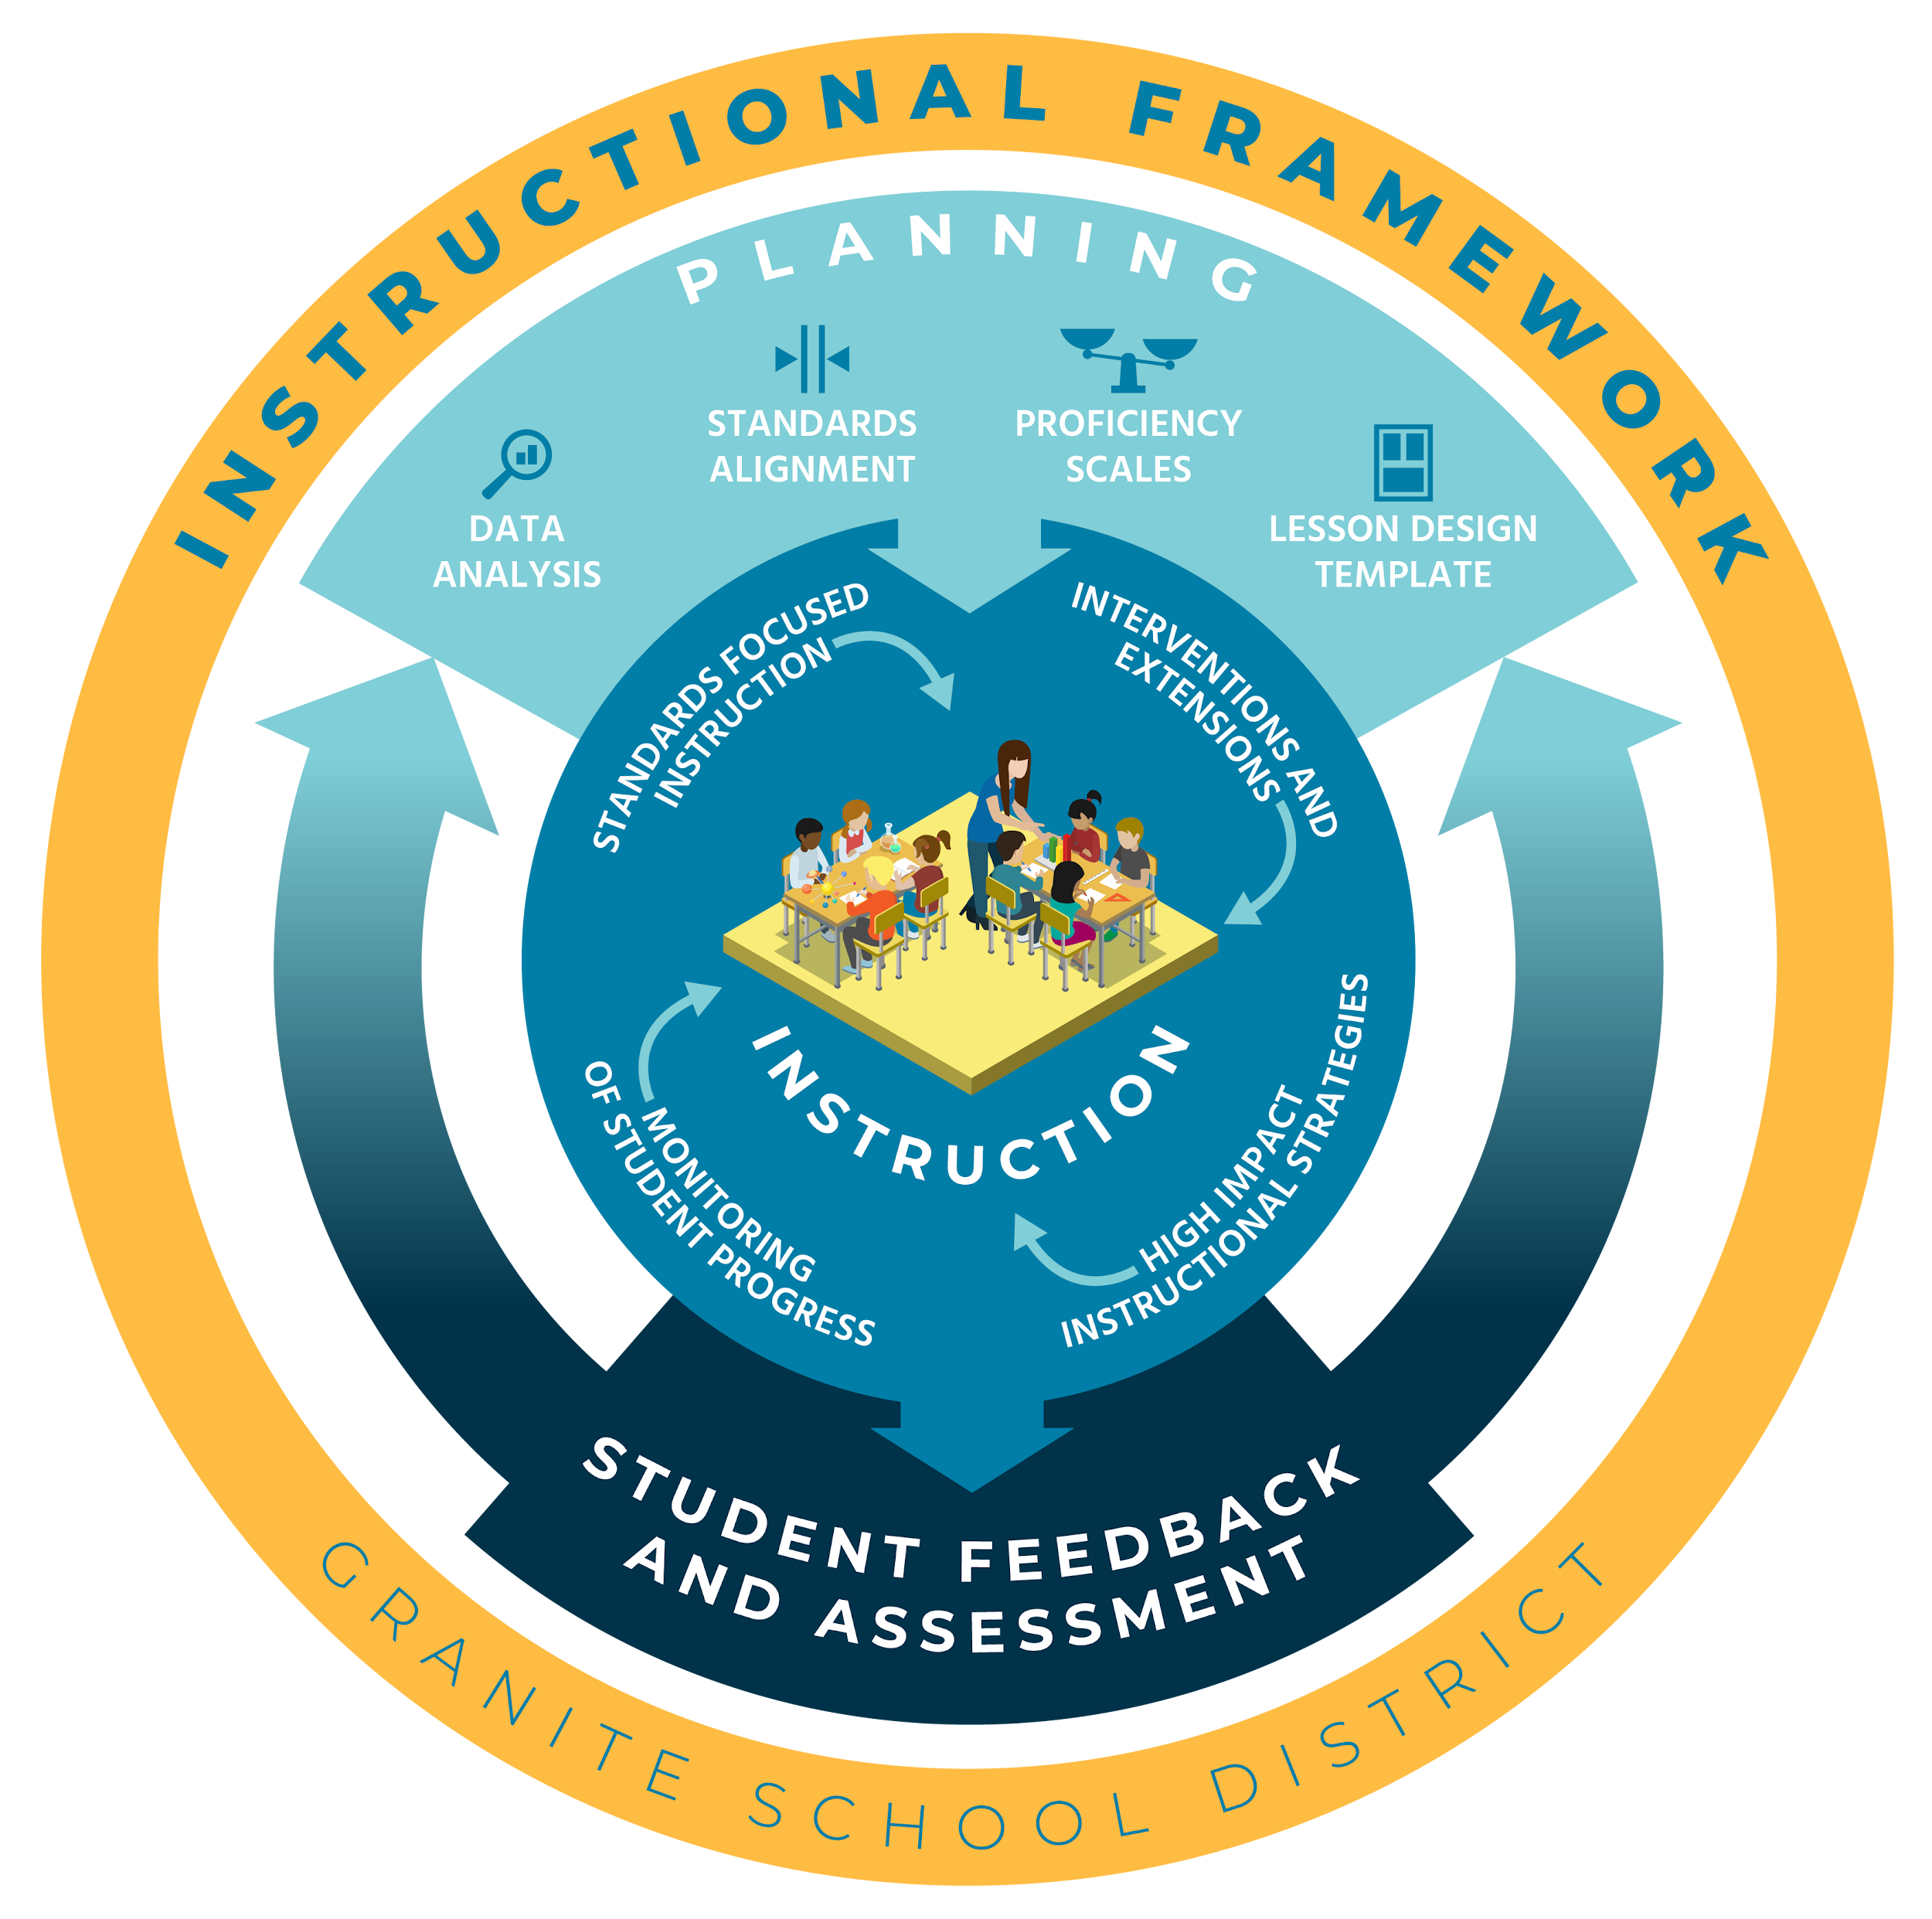 INSTRUCTIONAL FRAMEWORK
PLANNING
DATA
ANALYSIS
STANDARDS
ALIGNMENT
PROFICIENCY
SCALES
LESSON DESIGN
TEMPLATE
STANDARDS FOCUSED
INSTRUCTION
INTERVENTIONS AND
EXTENSIONS
HIGH IMPACT
INSTRUCTIONAL STRATEGIES
MONITORING
OF STUDENT PROGRESS
INSTRUCTION
STUDENT FEEDBACK
AND ASSESSMENT
GRANITE SCHOOL DISTRICT